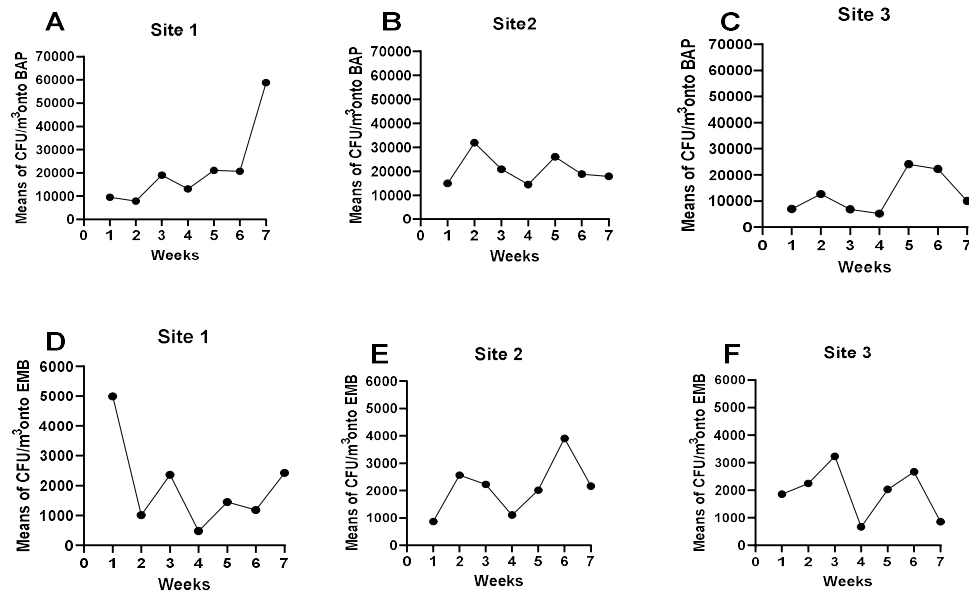 A
Site 1
Means of CFU/m³onto BAP
70000
60000
50000
40000
30000
20000
10000
0
0 1 2 3 4 5 6 7
Weeks
B
Site2
Means of CFU/m³onto BAP
70000
60000
50000
40000
30000
20000
10000
0
0 1 2 3 4 5 6 7
Weeks
C
Site 3
Means of CFU/m³onto BAP
70000
60000
50000
40000
30000
20000
10000
0
0 1 2 3 4 5 6 7
Weeks
D
Site 1
Means of CFU/m³onto EMB
6000
5000
4000
3000
2000
1000
0
0 1 2 3 4 5 6 7
Weeks
E
Site 2
Means of CFU/m³onto EMB
6000
5000
4000
3000
2000
1000
0
0 1 2 3 4 5 6 7
Weeks
F
Site 3
Means of CFU/m³onto EMB
6000
5000
4000
3000
2000
1000
0
0 1 2 3 4 5 6 7
Weeks